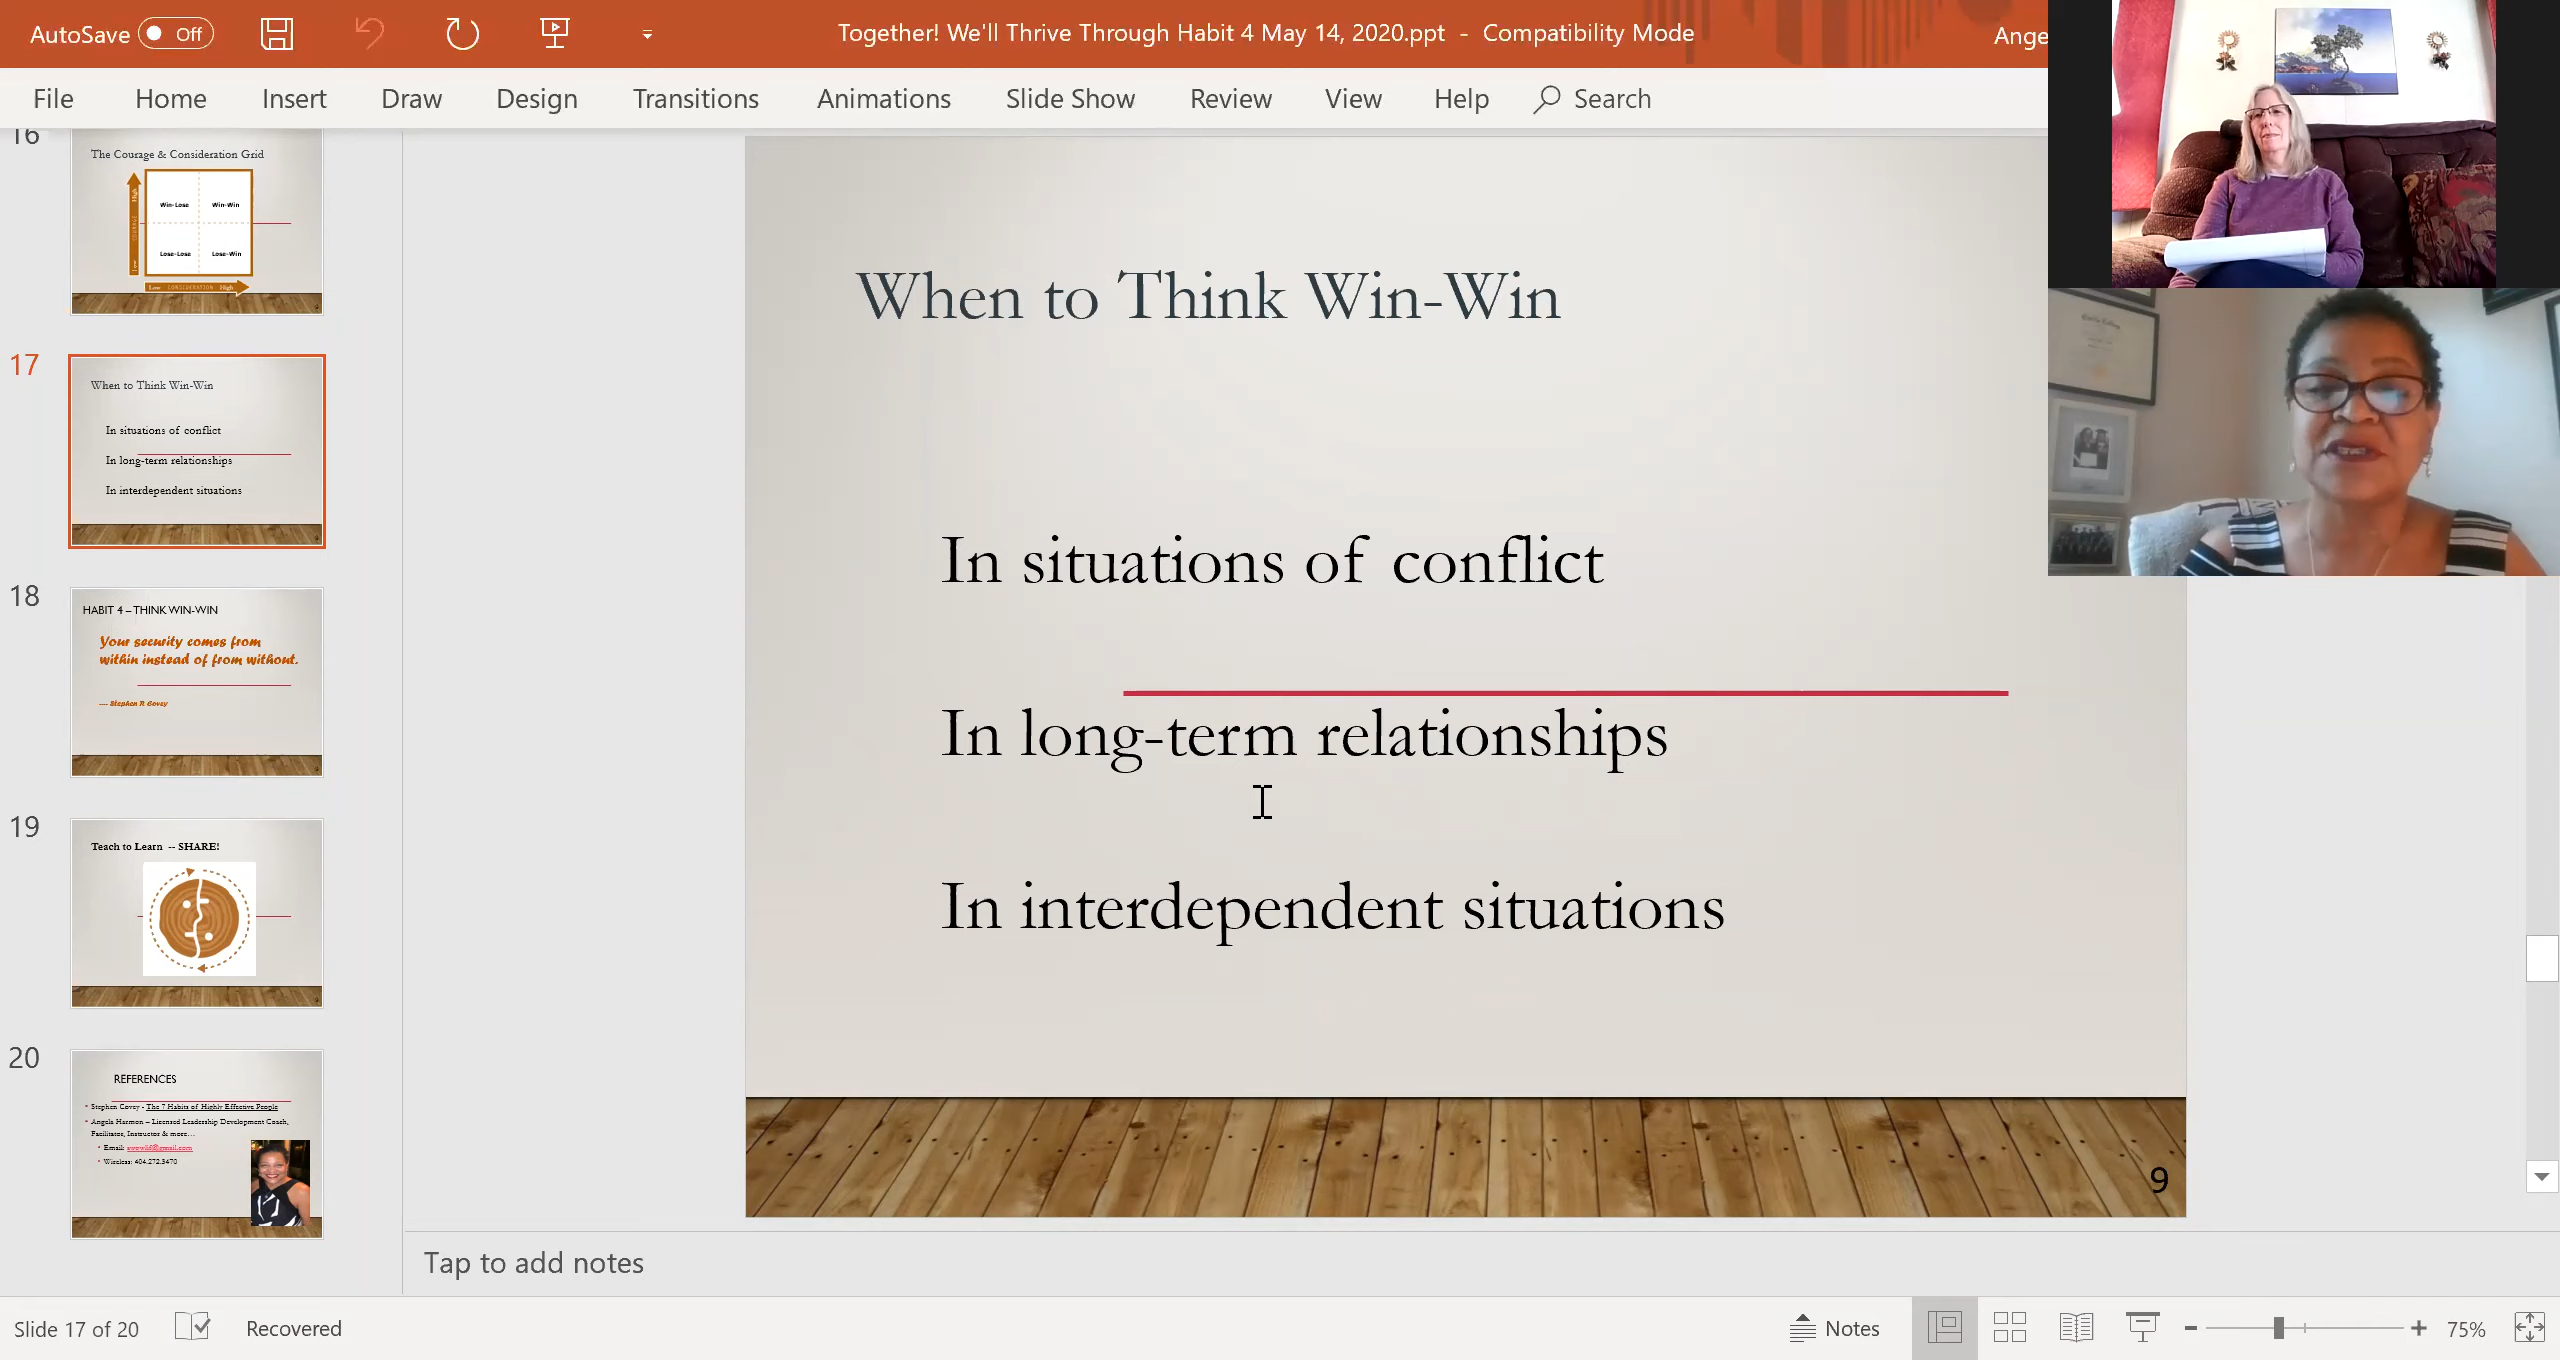 AutoSave Off
Together! We'll Thrive Through Habit 4 May 14, 2020.ppt - Compatibility Mode
Ange
File Home Insert Draw Design Transitions Animations Slide Show Review View Help Search
16
The Courage & Consideration Grid
High
Win-Lose Win-Win
Lose-Lose Lose-Win
Low
Low CONSIDERATION High
17
When to Think Win-Win
In situations of conflict
In long-term relationships
In interdependent situations
18
HABIT 4 – THINK WIN-WIN
Your security comes from
within instead of from without.
---- Stephen R Covey
19
Teach to Learn -- SHARE!
20
REFERENCES
Stephen Covey - The 7 Habits of Highly Effective People
Angela Harmon – Licensed Leadership Development Coach,
Facilitator, Instructor & more…
Email:
Wireless: 404.272.5470
When to Think Win-Win
In situations of conflict
In long-term relationships
In interdependent situations
9
Tap to add notes
Slide 17 of 20 Recovered Notes 75%